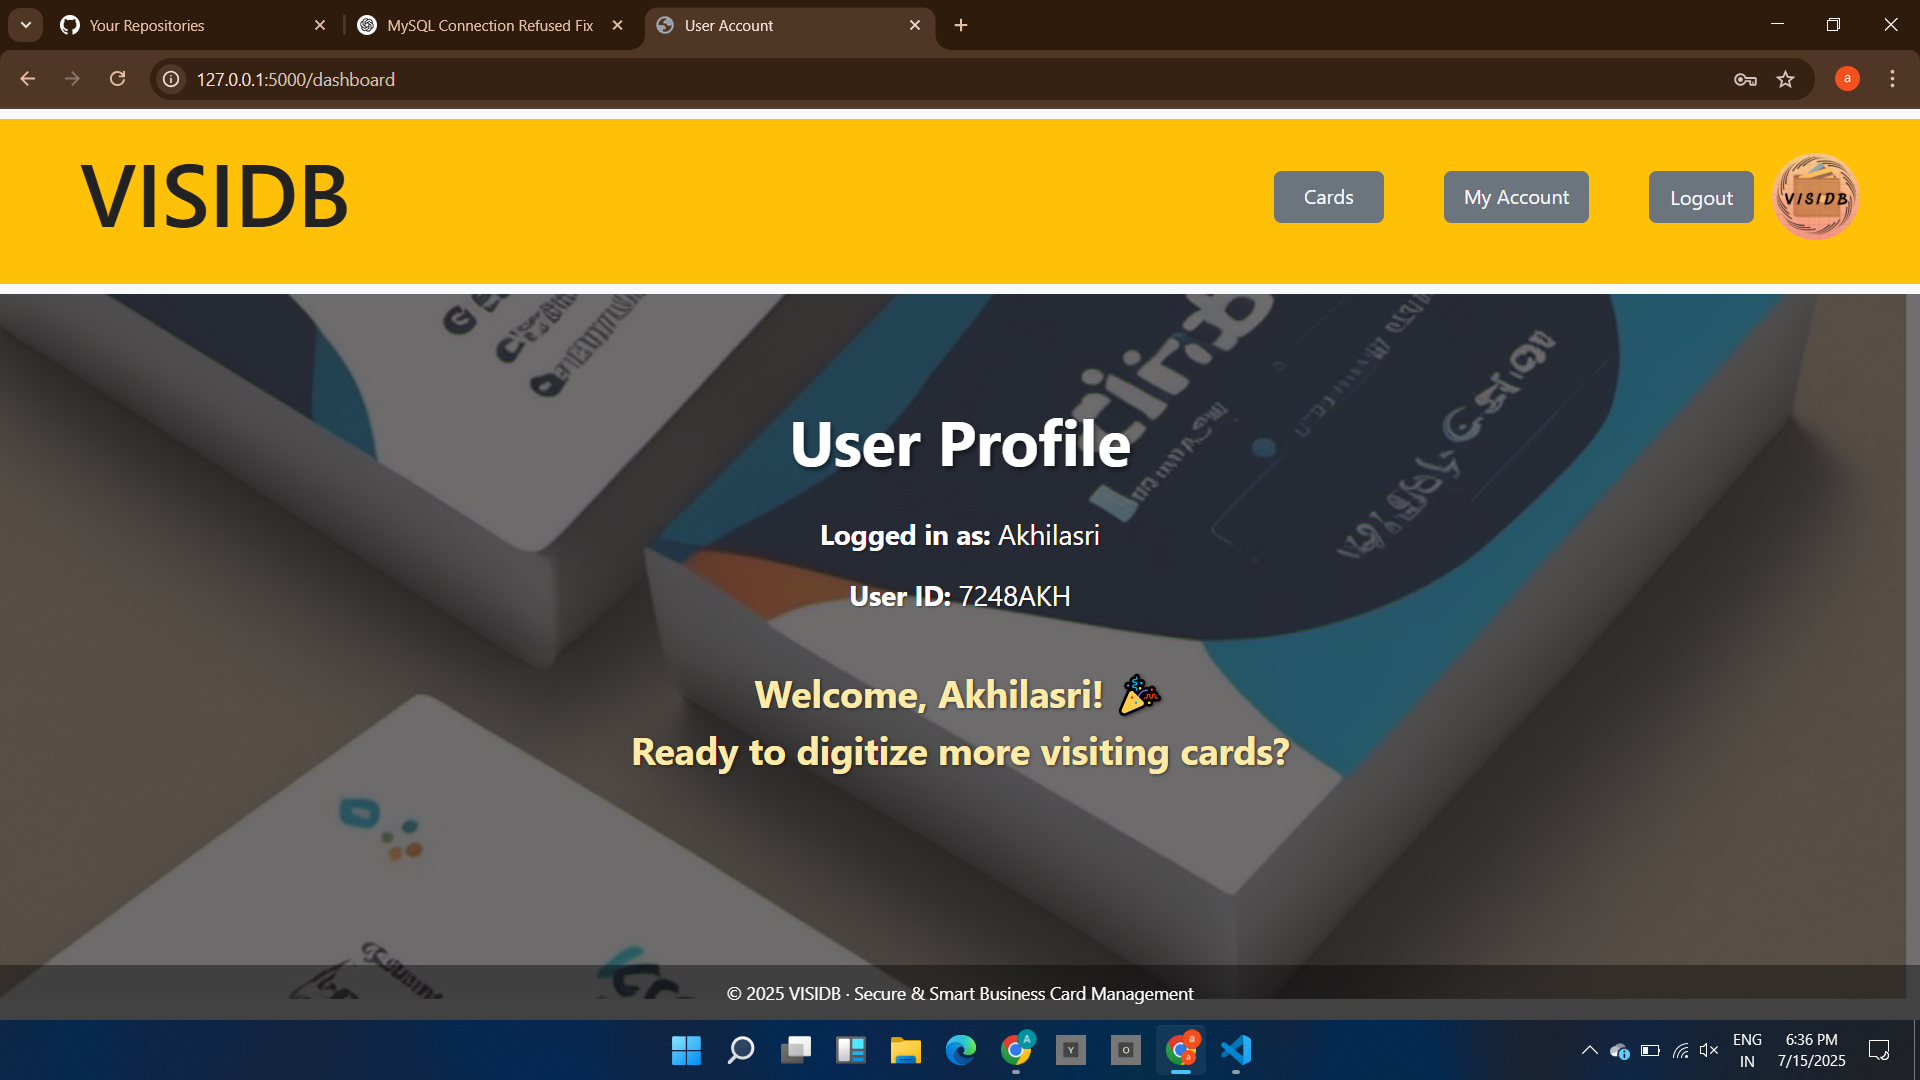 Your Repositories
MySQL Connection Refused Fix
User Account
127.0.0.1:5000/dashboard
a
VISIDB
Cards
My Account
Logout
VISIDB
User Profile
Logged in as: Akhilasri
User ID: 7248AKH
Welcome, Akhilasri! 🎉
Ready to digitize more visiting cards?
© 2025 VISIDB · Secure & Smart Business Card Management
A
Y
O
a
a
ENG
IN
6:36 PM
7/15/2025